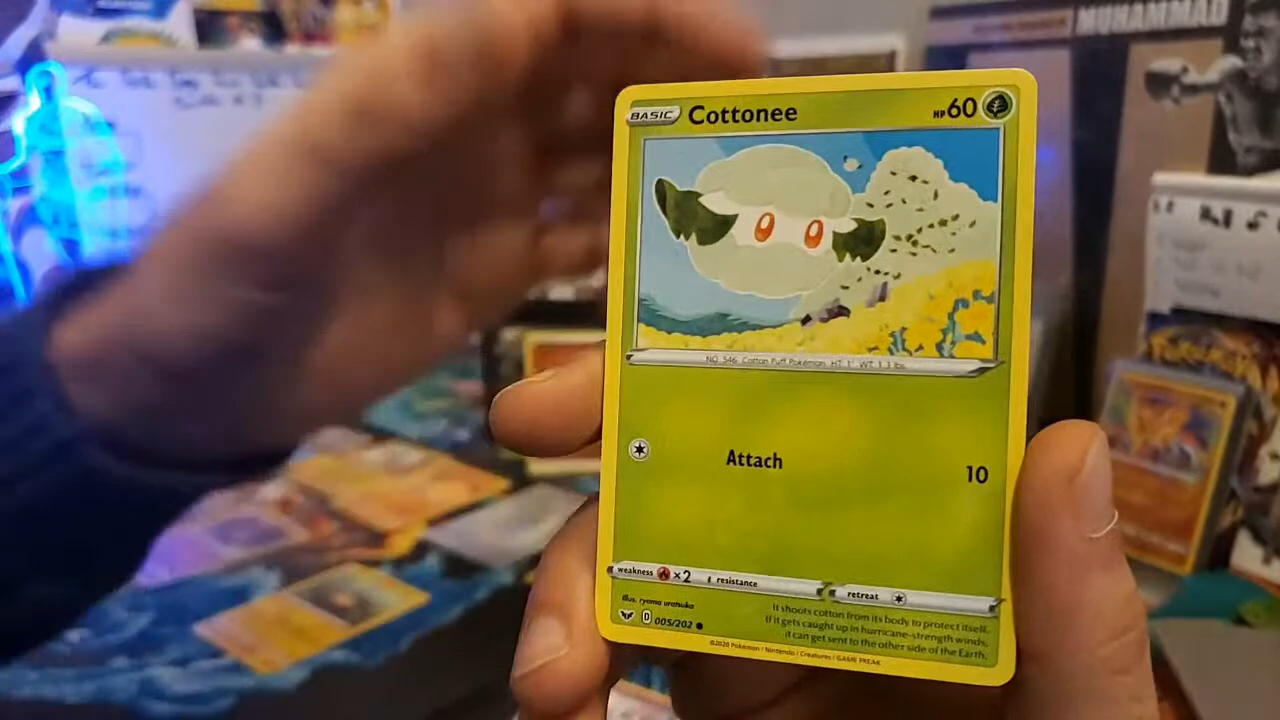 MUHAMMAD
BASIC Cottonee HP 60
NO. 546 Cotton Puff Pokémon HT: 1' WT: 1.3 lbs.
Attach 10
weakness ×2 resistance retreat
Illus. ryoma uratsuka
D 005/202
It shoots cotton from its body to protect itself.
If it gets caught up in hurricane-strength winds,
it can get sent to the other side of the Earth.
©2020 Pokémon / Nintendo / Creatures / GAME FREAK